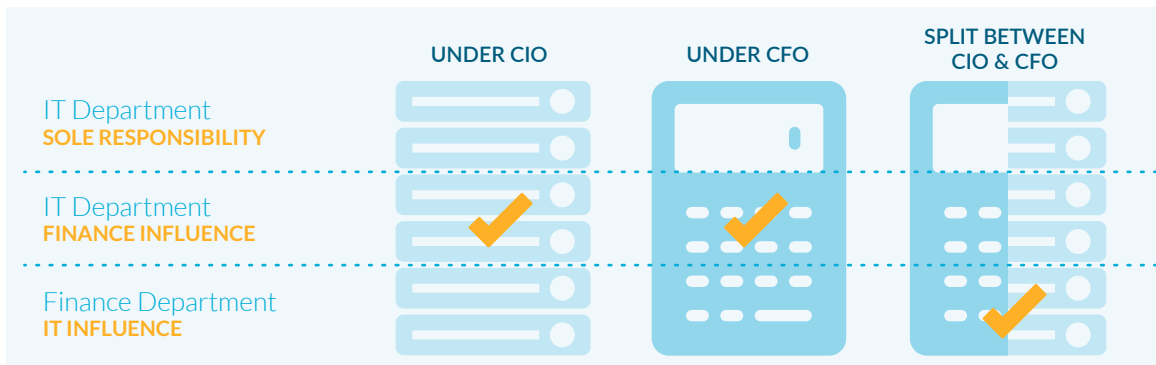 UNDER CIO
UNDER CFO
SPLIT BETWEEN
CIO & CFO
IT Department
SOLE RESPONSIBILITY
IT Department
FINANCE INFLUENCE
Finance Department
IT INFLUENCE